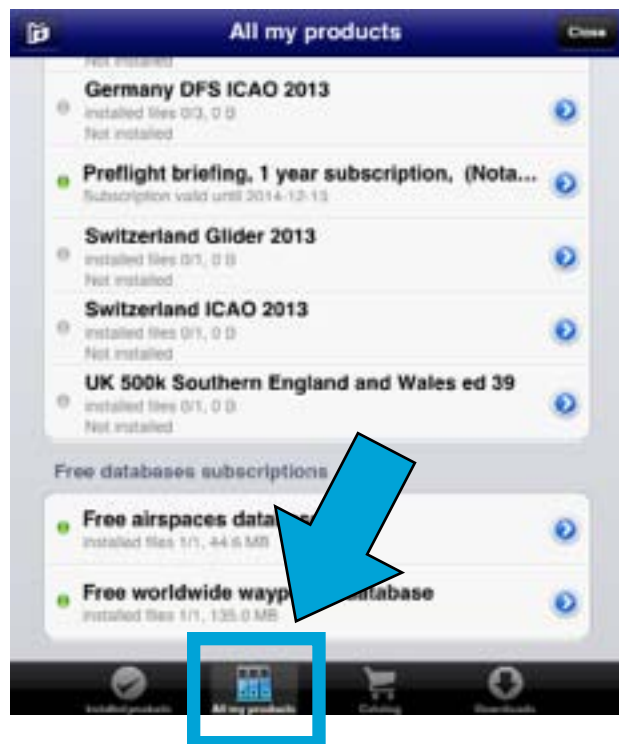 All my products
Close
Not installed
Germany DFS ICAO 2013
installed files 0/3, 0 B
Not installed
Preflight briefing, 1 year subscription, (Nota...
Subscription valid until 2014-12-13
Switzerland Glider 2013
installed files 0/1, 0 B
Not installed
Switzerland ICAO 2013
installed files 0/1, 0 B
Not installed
UK 500k Southern England and Wales ed 39
installed files 0/1, 0 B
Not installed
Free databases subscriptions
Free airspaces
installed files 1/1, 44.6 MB
Free worldwide
installed files 1/1, 135.0 MB
Installed products
All my products
Catalog
Downloads